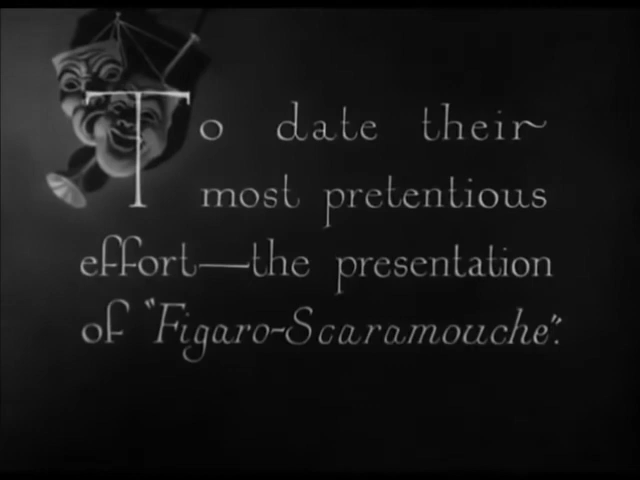 To date their
most pretentious
effort—the presentation
of "Figaro-Scaramouche".